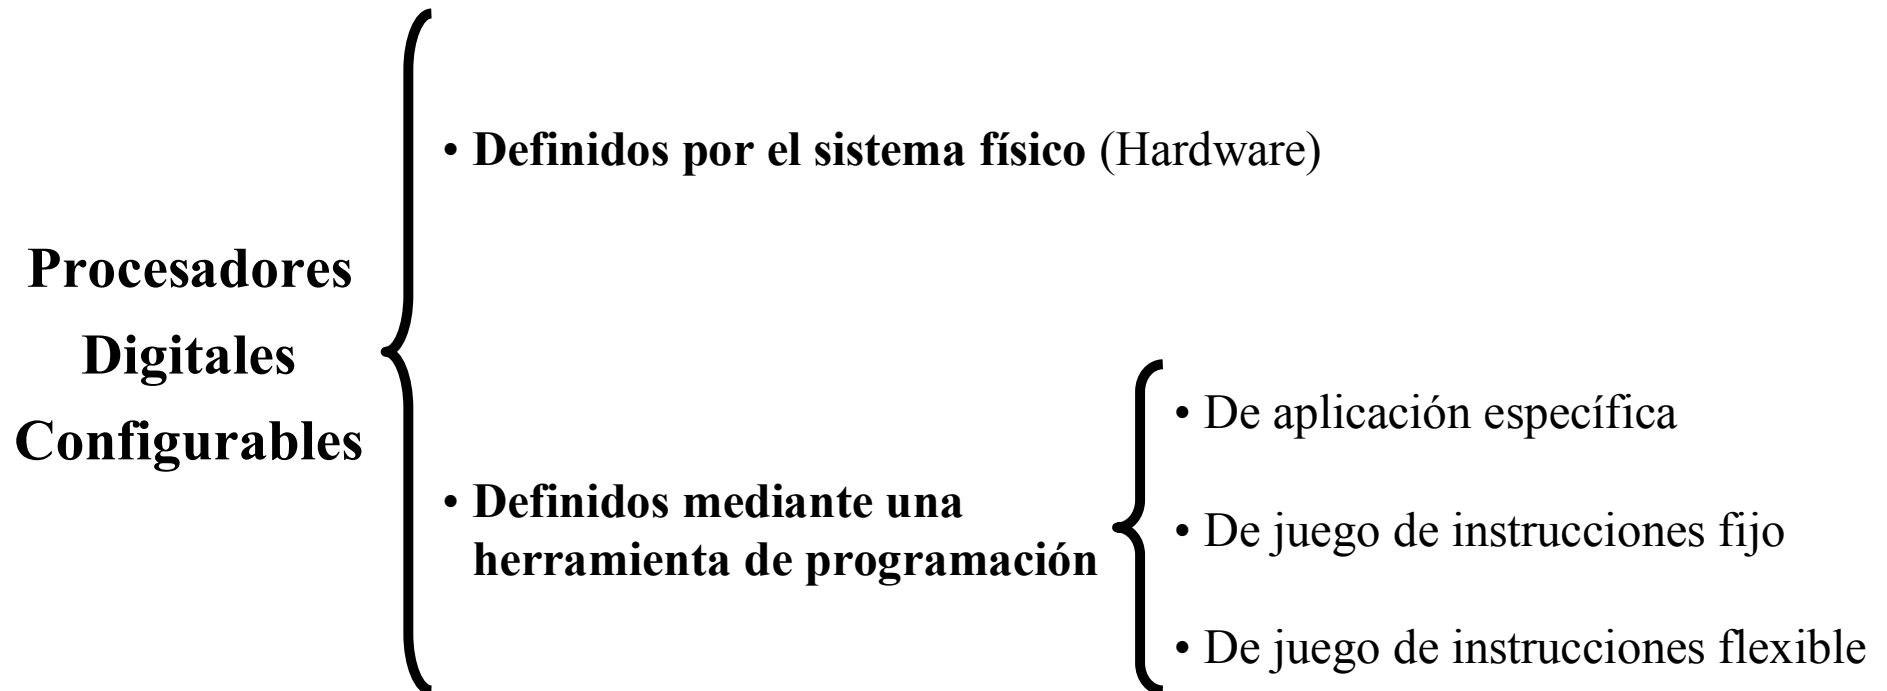 Procesadores
Digitales
Configurables
• Definidos por el sistema físico (Hardware)
• Definidos mediante una
herramienta de programación
• De aplicación específica
• De juego de instrucciones fijo
• De juego de instrucciones flexible